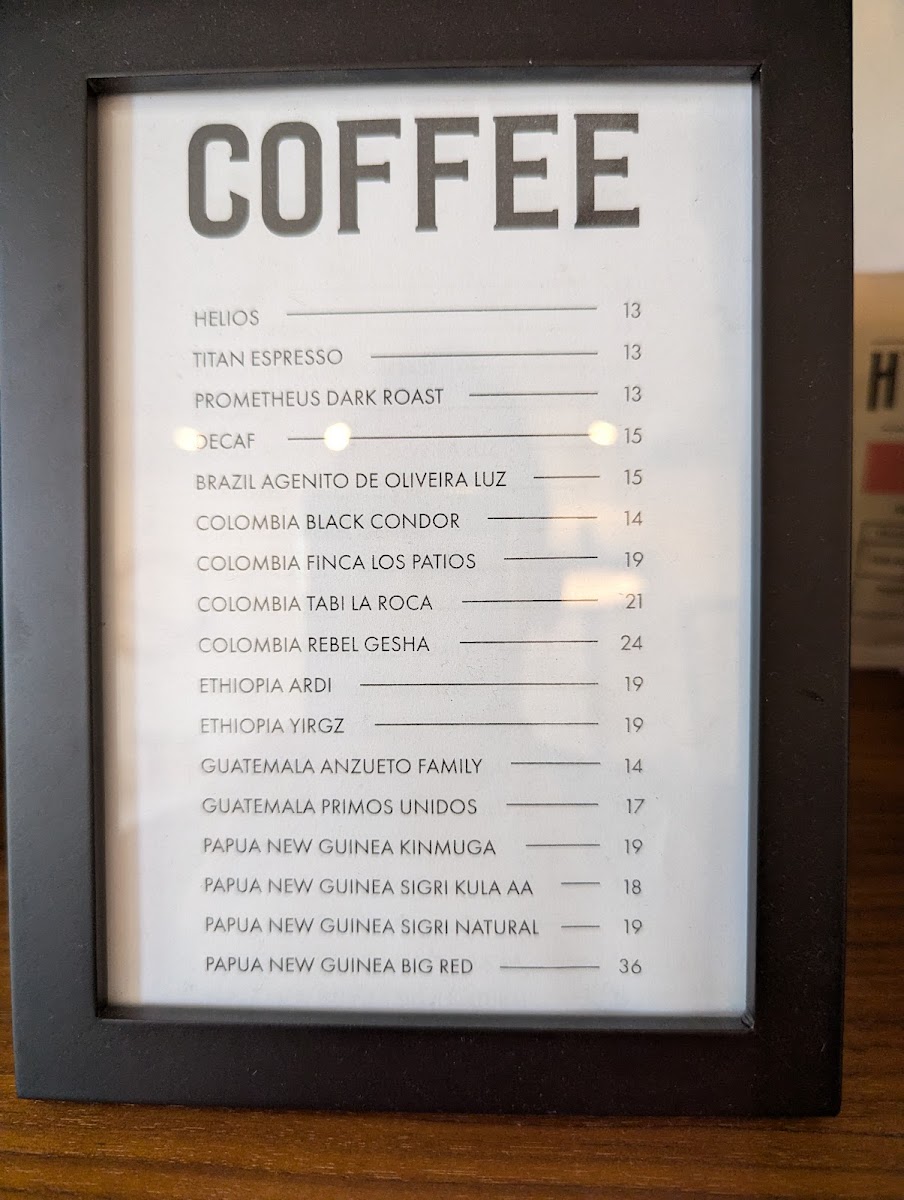 COFFEE
HELIOS 13
TITAN ESPRESSO 13
PROMETHEUS DARK ROAST 13
DECAF 15
BRAZIL AGENITO DE OLIVEIRA LUZ 15
COLOMBIA BLACK CONDOR 14
COLOMBIA FINCA LOS PATIOS 19
COLOMBIA TABI LA ROCA 21
COLOMBIA REBEL GESHA 24
ETHIOPIA ARDI 19
ETHIOPIA YIRGZ 19
GUATEMALA ANZUETO FAMILY 14
GUATEMALA PRIMOS UNIDOS 17
PAPUA NEW GUINEA KINMUGA 19
PAPUA NEW GUINEA SIGRI KULA AA 18
PAPUA NEW GUINEA SIGRI NATURAL 19
PAPUA NEW GUINEA BIG RED 36